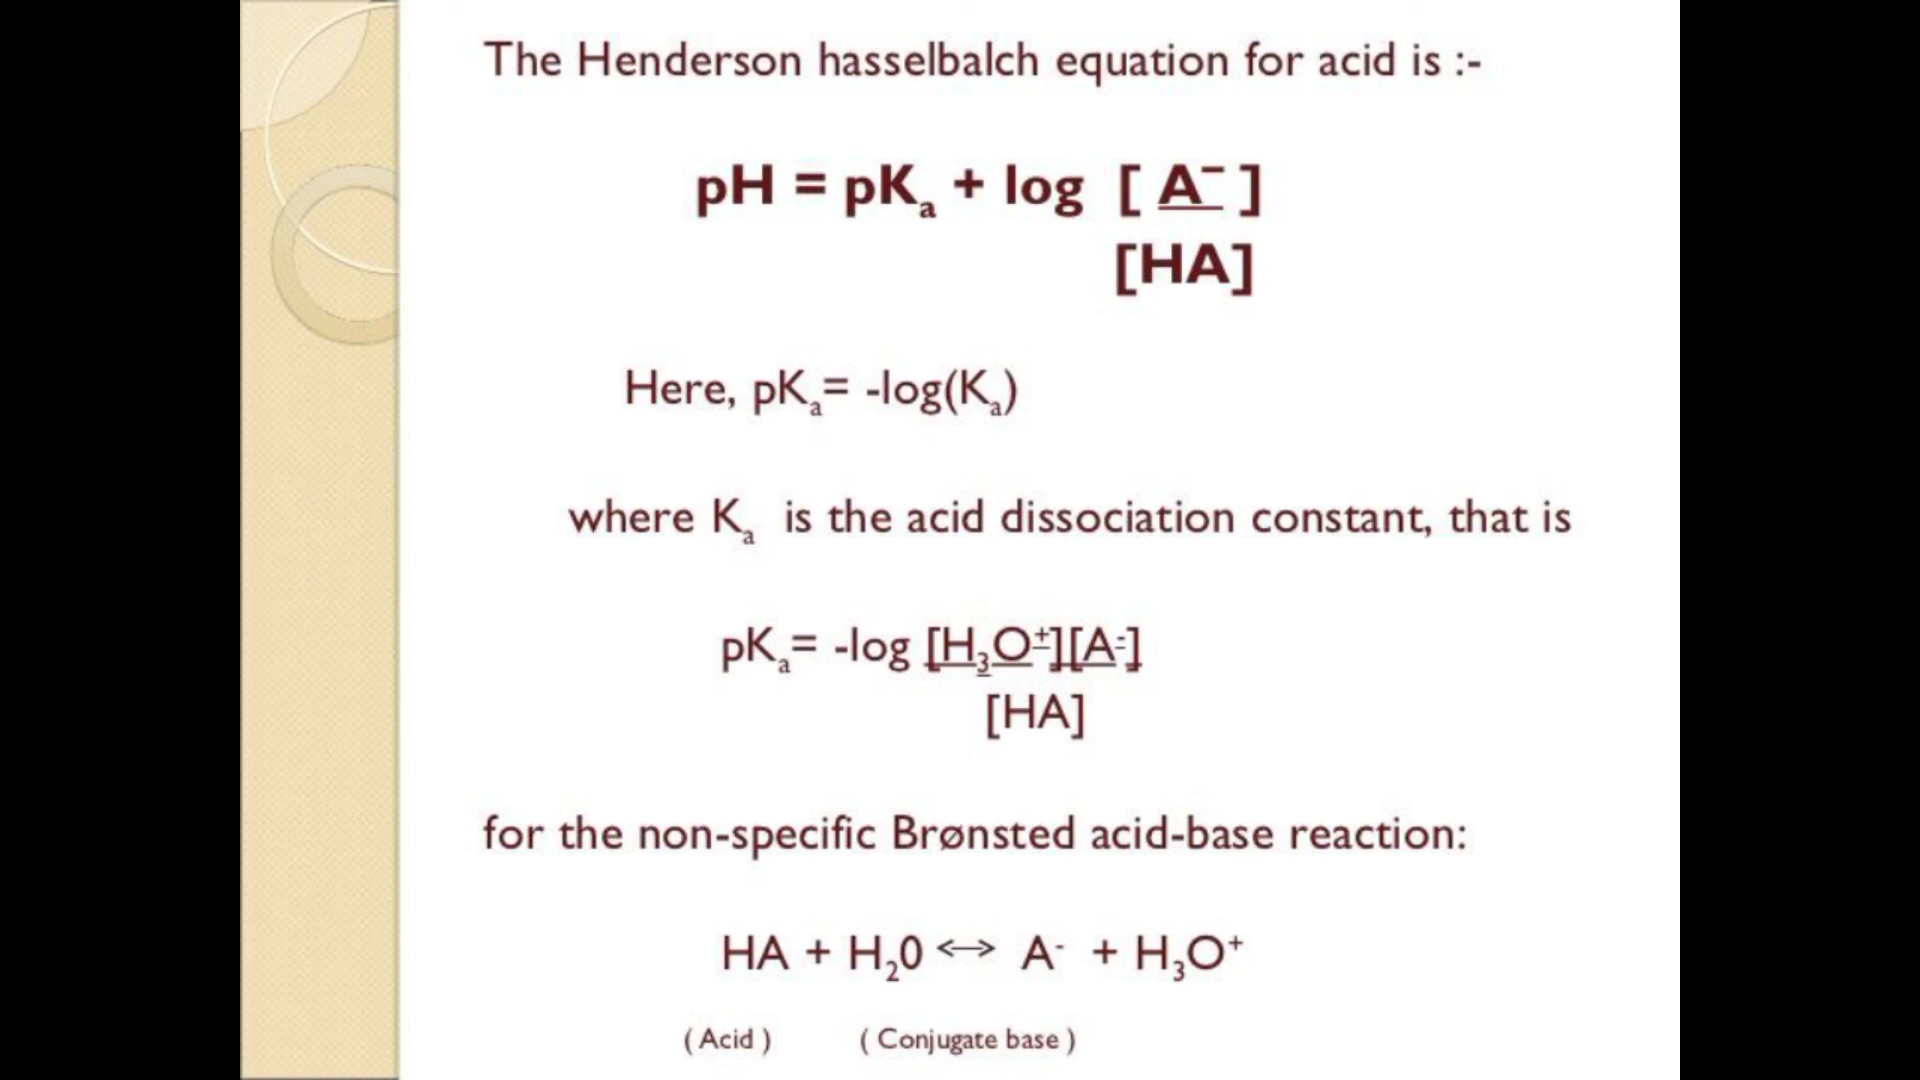 The Henderson hasselbalch equation for acid is :-
pH = pKₐ + log [ A⁻ ]
[HA]
Here, pKₐ= -log(Kₐ)
where Kₐ is the acid dissociation constant, that is
pKₐ= -log [H₃O⁺][A⁻]
[HA]
for the non-specific Brønsted acid-base reaction:
HA + H₂0 <-> A⁻ + H₃O⁺
( Acid ) ( Conjugate base )